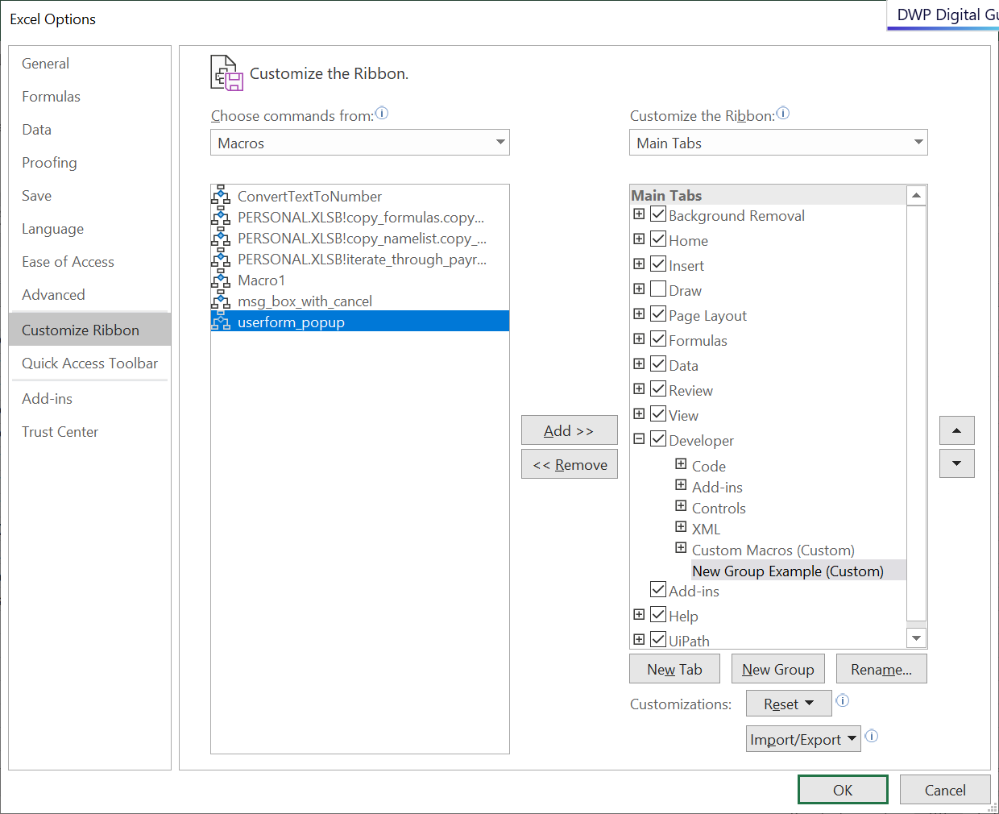 Excel Options
DWP Digital Gu
General
Formulas
Data
Proofing
Save
Language
Ease of Access
Advanced
Customize Ribbon
Quick Access Toolbar
Add-ins
Trust Center
Customize the Ribbon.
Choose commands from:
Macros
ConvertTextToNumber
PERSONAL.XLSB!copy_formulas.copy...
PERSONAL.XLSB!copy_namelist.copy_...
PERSONAL.XLSB!iterate_through_payr...
Macro1
msg_box_with_cancel
userform_popup
Add >>
<< Remove
Customize the Ribbon:
Main Tabs
Main Tabs
Background Removal
Home
Insert
Draw
Page Layout
Formulas
Data
Review
View
Developer
Code
Add-ins
Controls
XML
Custom Macros (Custom)
New Group Example (Custom)
Add-ins
Help
UiPath
New Tab
New Group
Rename...
Customizations:
Reset
Import/Export
OK
Cancel